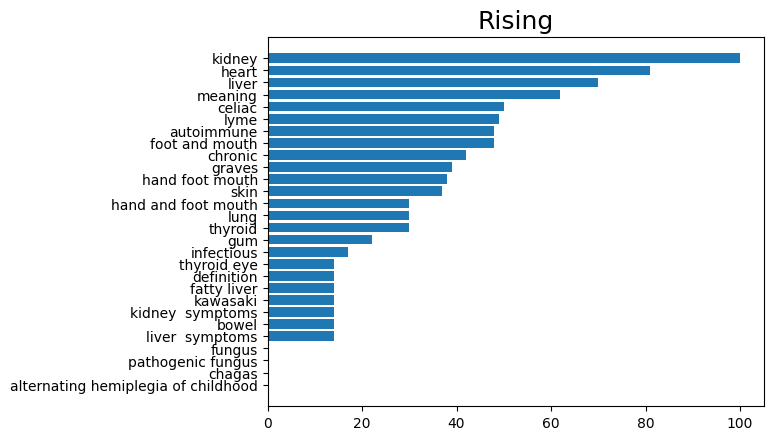 Rising
kidney
heart
liver
meaning
celiac
lyme
autoimmune
foot and mouth
chronic
graves
hand foot mouth
skin
hand and foot mouth
lung
thyroid
gum
infectious
thyroid eye
definition
fatty liver
kawasaki
kidney  symptoms
bowel
liver  symptoms
fungus
pathogenic fungus
chagas
alternating hemiplegia of childhood
0 20 40 60 80 100